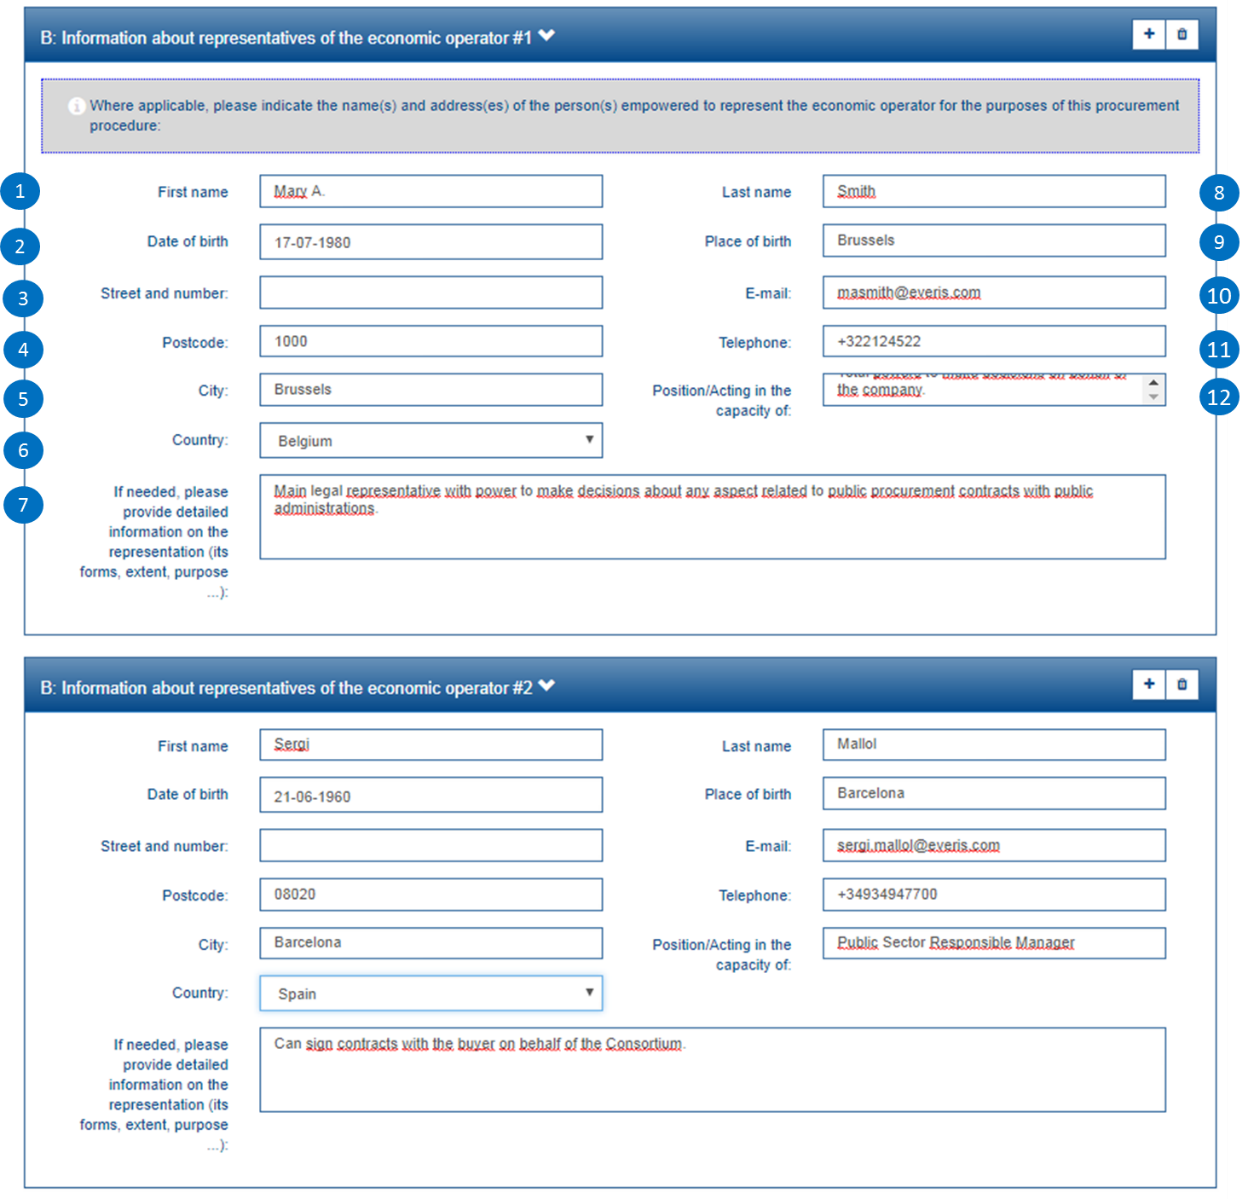 B: Information about representatives of the economic operator #1
Where applicable, please indicate the name(s) and address(es) of the person(s) empowered to represent the economic operator for the purposes of this procurement
procedure:
1 First name Mary A. Last name Smith 8
2 Date of birth 17-07-1980 Place of birth Brussels 9
3 Street and number: E-mail: masmith@everis.com 10
4 Postcode: 1000 Telephone: +322124522 11
5 City: Brussels Position/Acting in the the company. 12
capacity of:
6 Country: Belgium
7 If needed, please Main legal representative with power to make decisions about any aspect related to public procurement contracts with public
provide detailed administrations.
information on the
representation (its
forms, extent, purpose
...):
B: Information about representatives of the economic operator #2
First name Sergi Last name Mallol
Date of birth 21-06-1960 Place of birth Barcelona
Street and number: E-mail: sergi.mallol@everis.com
Postcode: 08020 Telephone: +34934947700
City: Barcelona Position/Acting in the Public Sector Responsible Manager
capacity of:
Country: Spain
If needed, please Can sign contracts with the buyer on behalf of the Consortium.
provide detailed
information on the
representation (its
forms, extent, purpose
...):